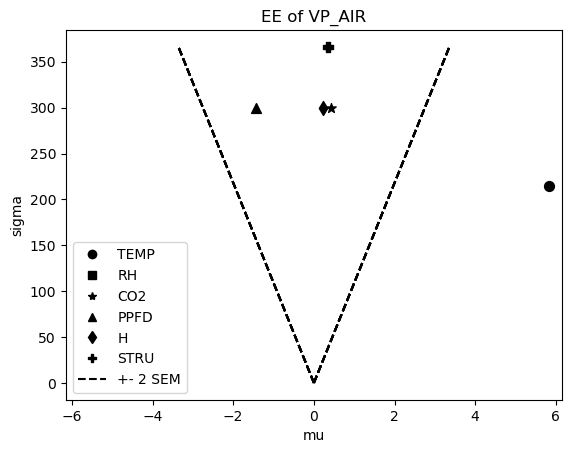 EE of VP_AIR
sigma
350
300
250
200
150
100
50
0
TEMP
RH
CO2
PPFD
H
STRU
+- 2 SEM
−6 −4 −2 0 2 4 6
mu